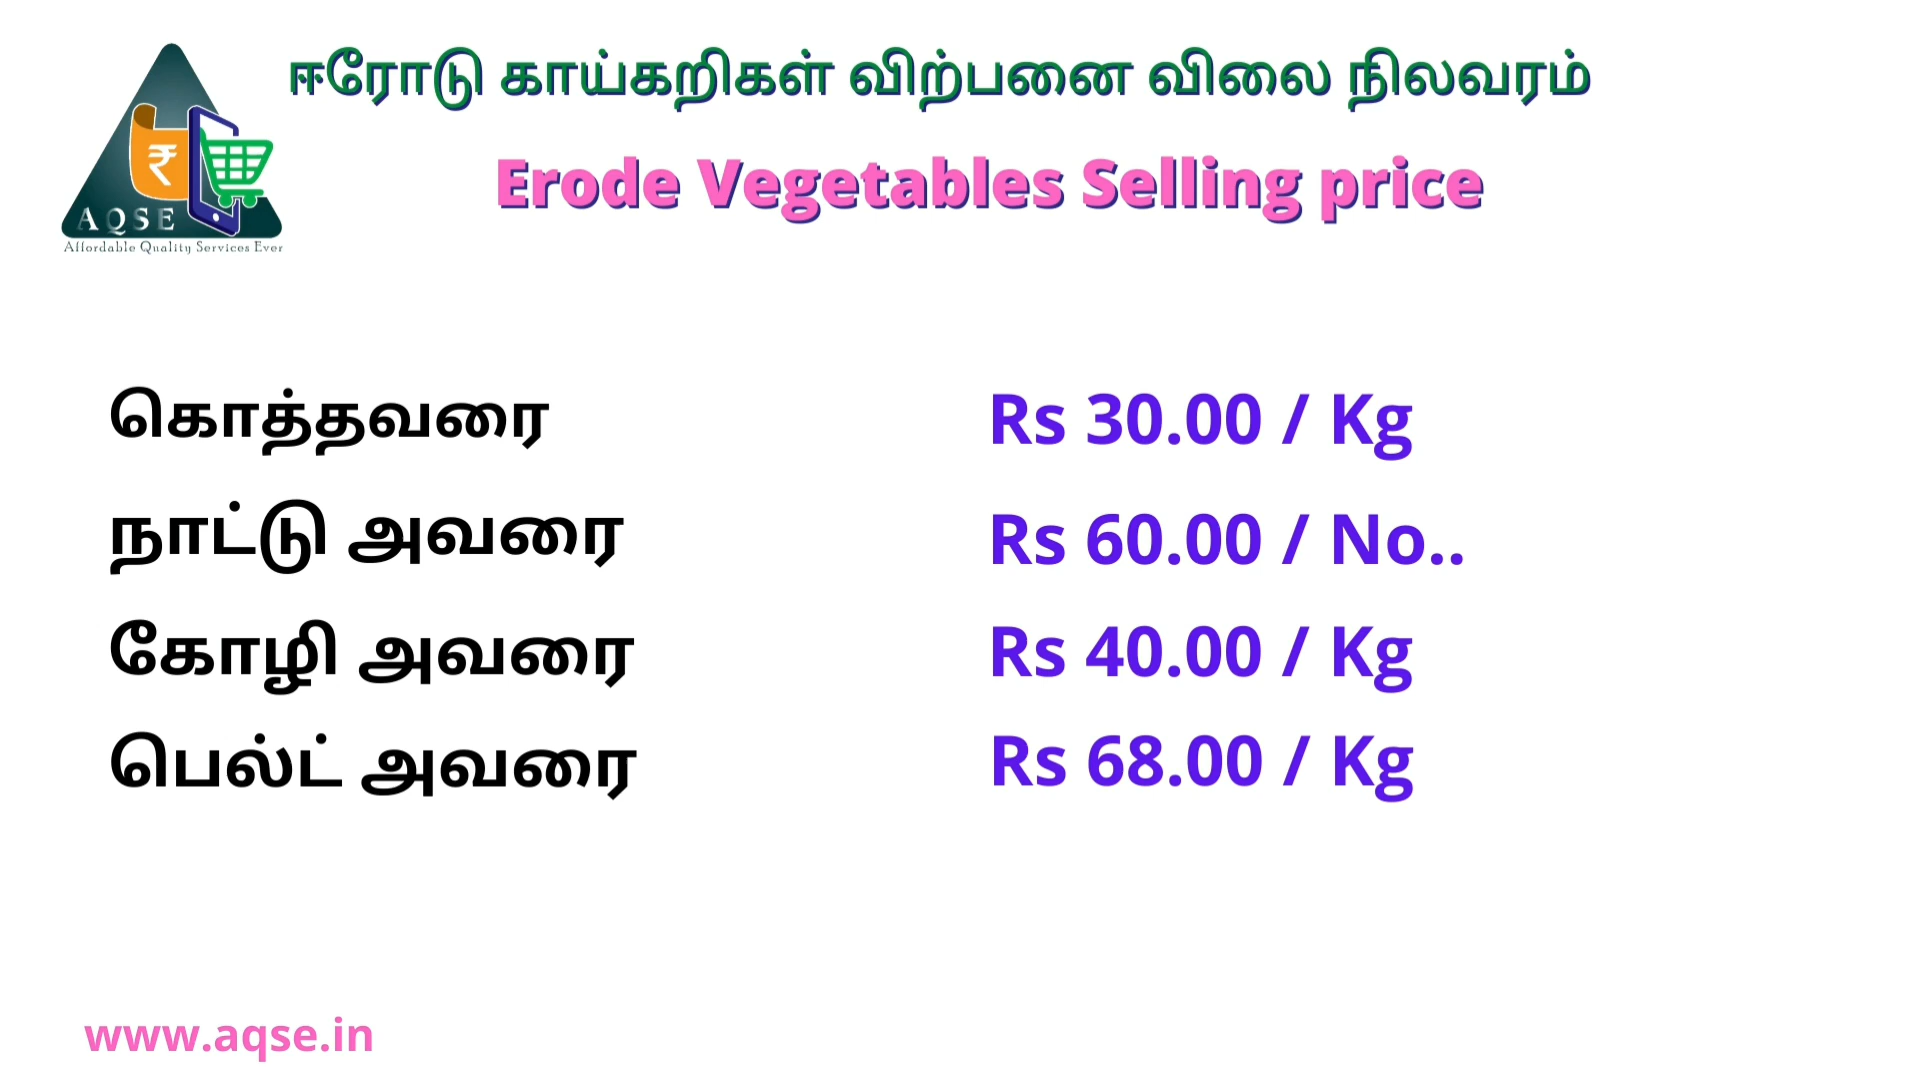 ஈரோடு காய்கறிகள் விற்பனை விலை நிலவரம்
Erode Vegetables Selling price
₹
AQSE
Affordable Quality Services Ever
கொத்தவரை Rs 30.00 / Kg
நாட்டு அவரை Rs 60.00 / No..
கோழி அவரை Rs 40.00 / Kg
பெல்ட் அவரை Rs 68.00 / Kg
www.aqse.in